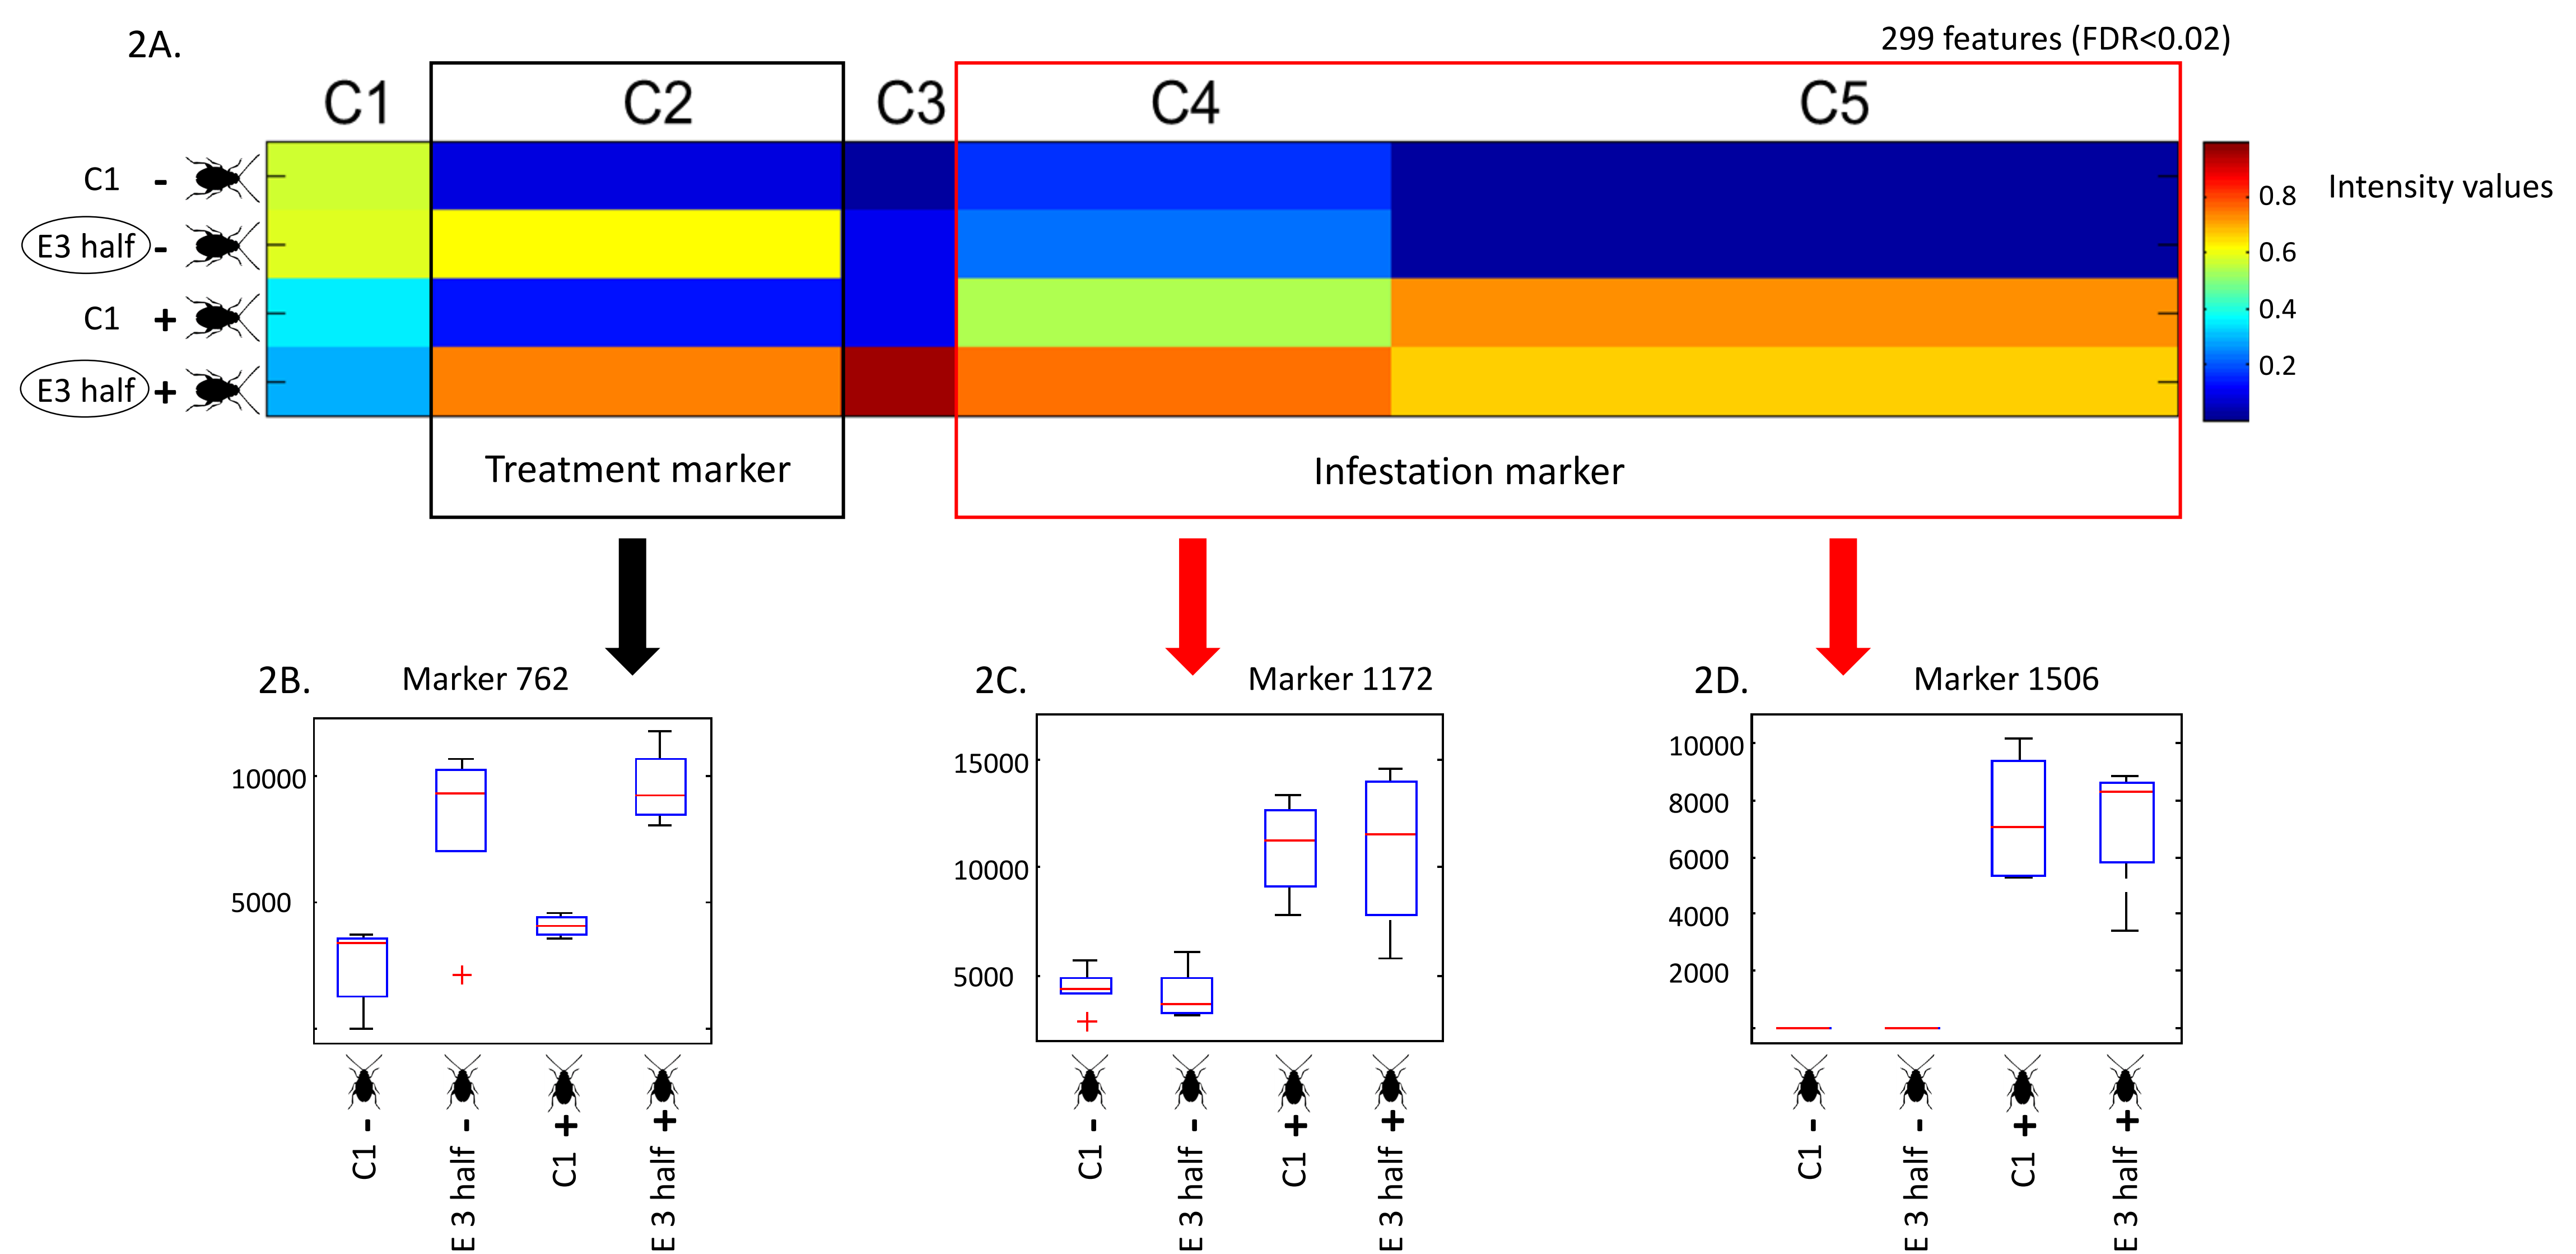 2A.
299 features (FDR<0.02)
C1 C2 C3 C4 C5
C1 -
E3 half -
C1 +
E3 half +
0.8
0.6
0.4
0.2
Intensity values
Treatment marker
Infestation marker
2B. Marker 762
10000
5000
C1 -
E 3 half -
C1 +
E 3 half +
2C. Marker 1172
15000
10000
5000
C1 -
E 3 half -
C1 +
E 3 half +
2D. Marker 1506
10000
8000
6000
4000
2000
C1 -
E 3 half -
C1 +
E 3 half +